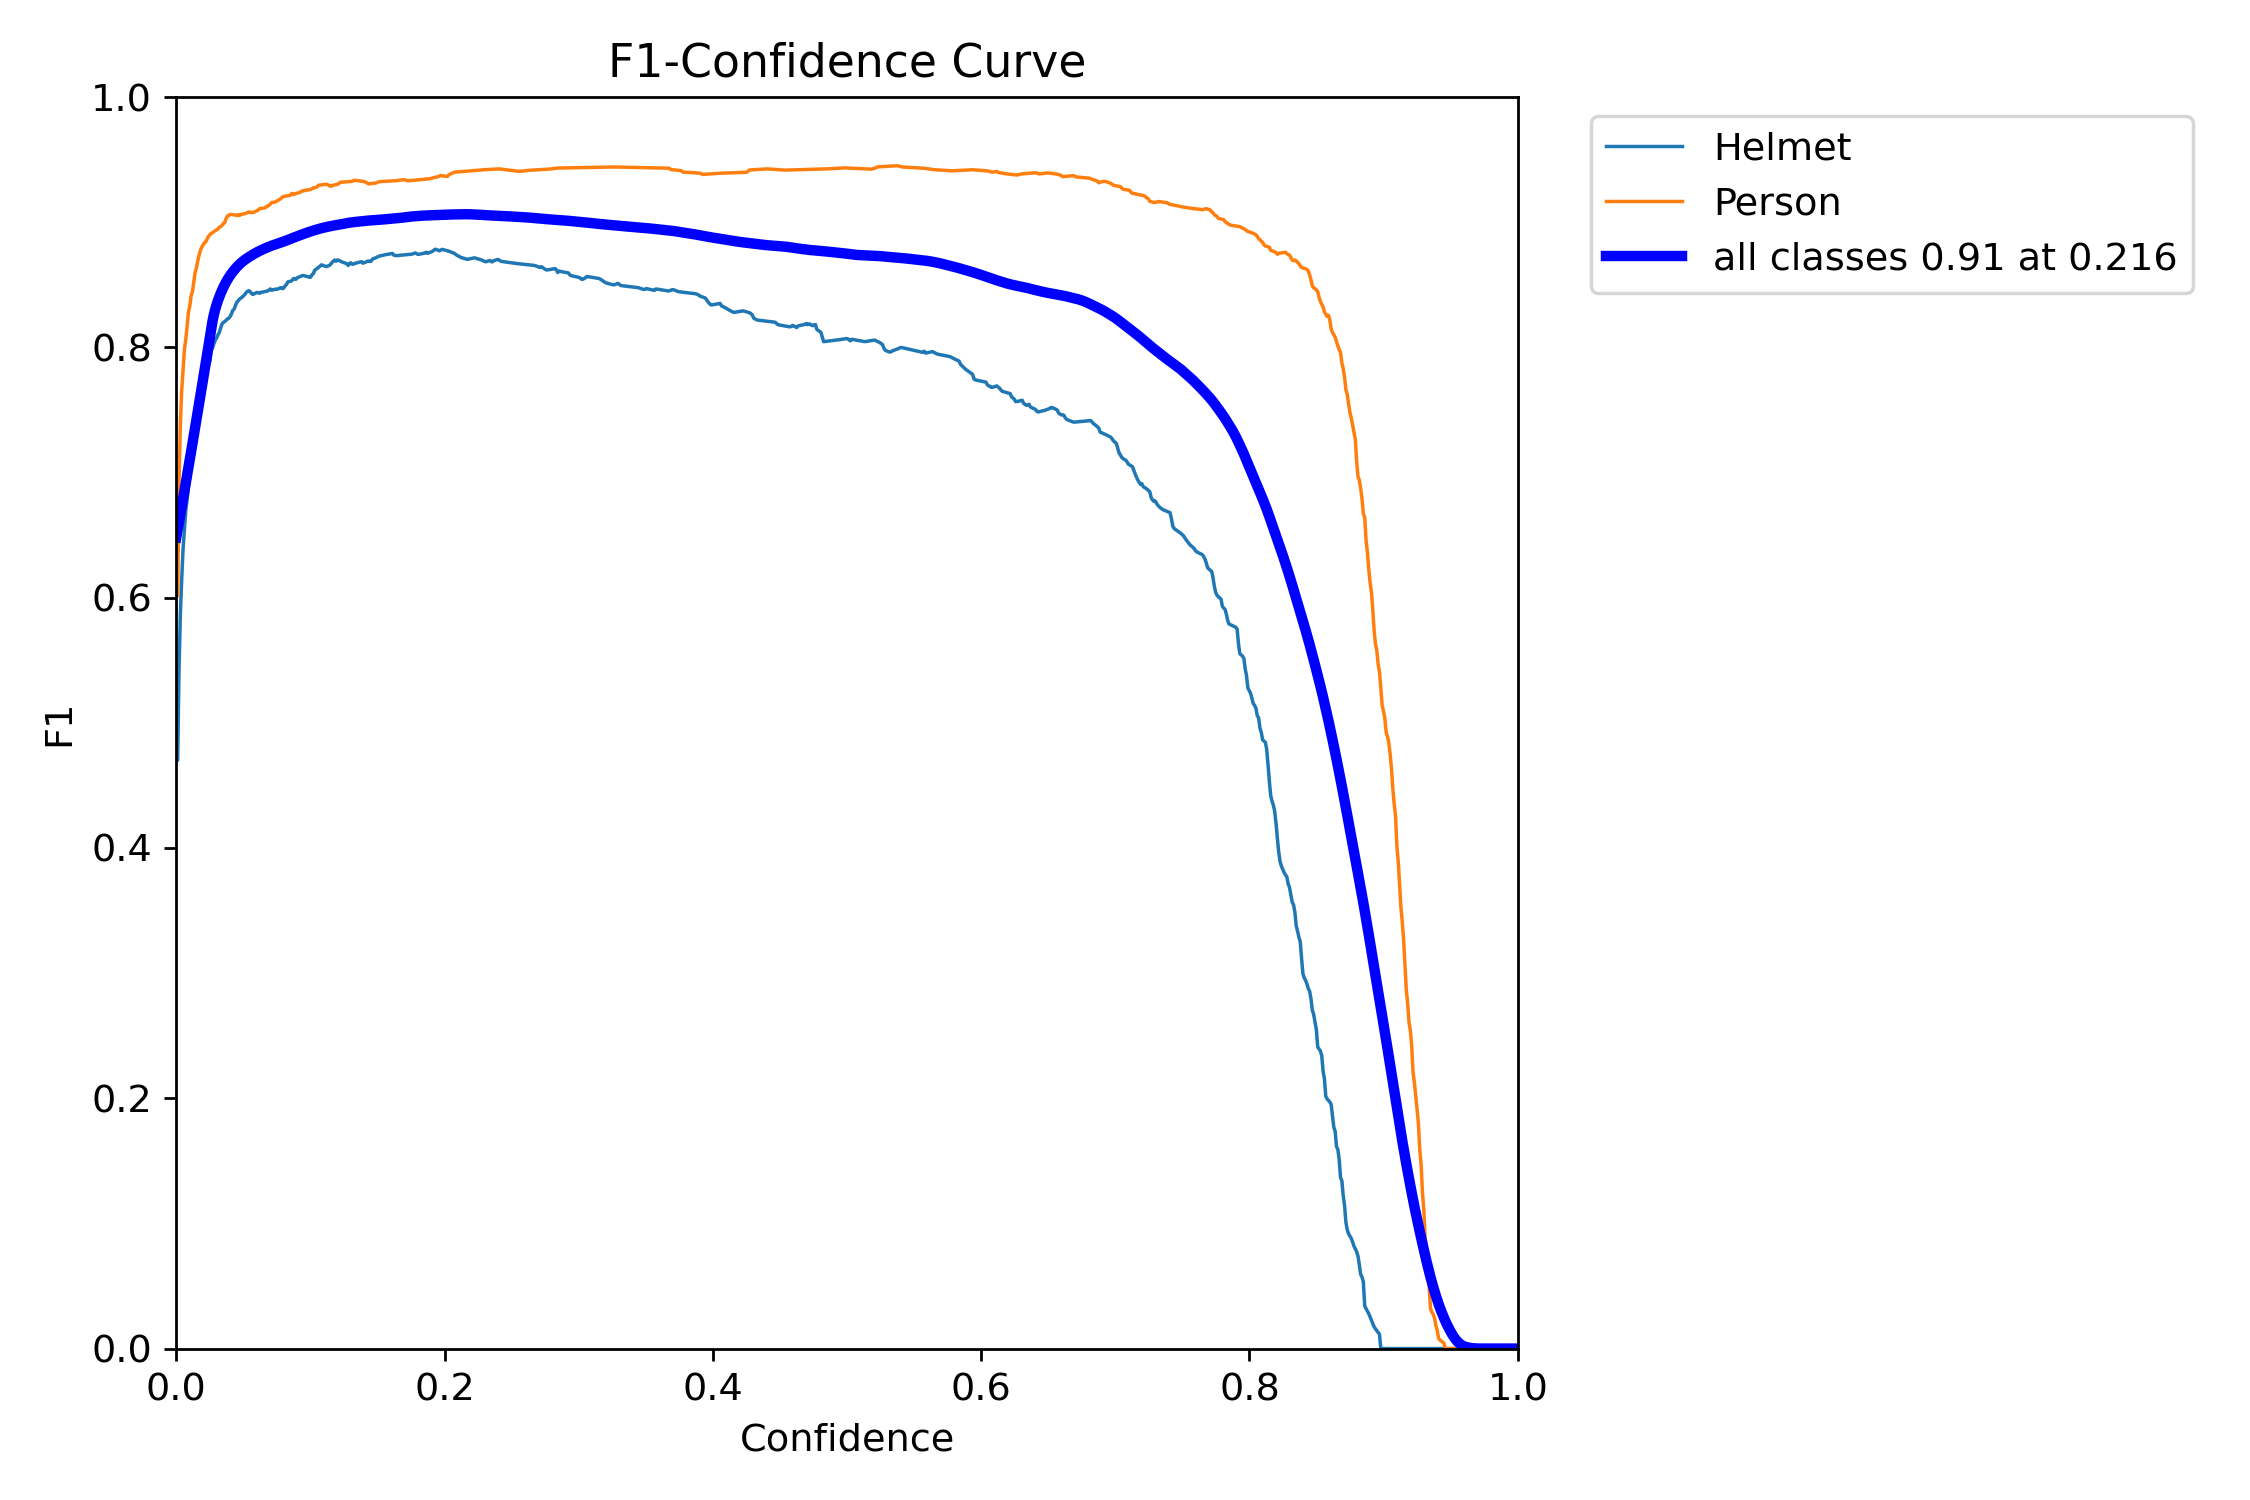 F1-Confidence Curve
1.0
0.8
0.6
0.4
0.2
0.0
F1
0.0 0.2 0.4 0.6 0.8 1.0
Confidence
Helmet
Person
all classes 0.91 at 0.216